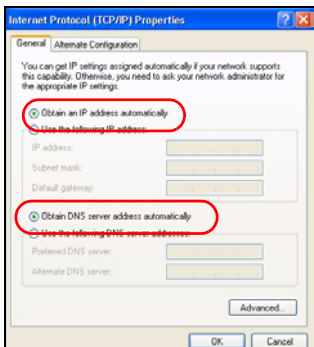 Internet Protocol (TCP/IP) Properties
General Alternate Configuration
You can get IP settings assigned automatically if your network supports
this capability. Otherwise, you need to ask your network administrator for
the appropriate IP settings.
Obtain an IP address automatically
Use the following IP address:
IP address:
Subnet mask:
Default gateway:
Obtain DNS server address automatically
Use the following DNS server addresses:
Preferred DNS server:
Alternate DNS server:
Advanced...
OK Cancel